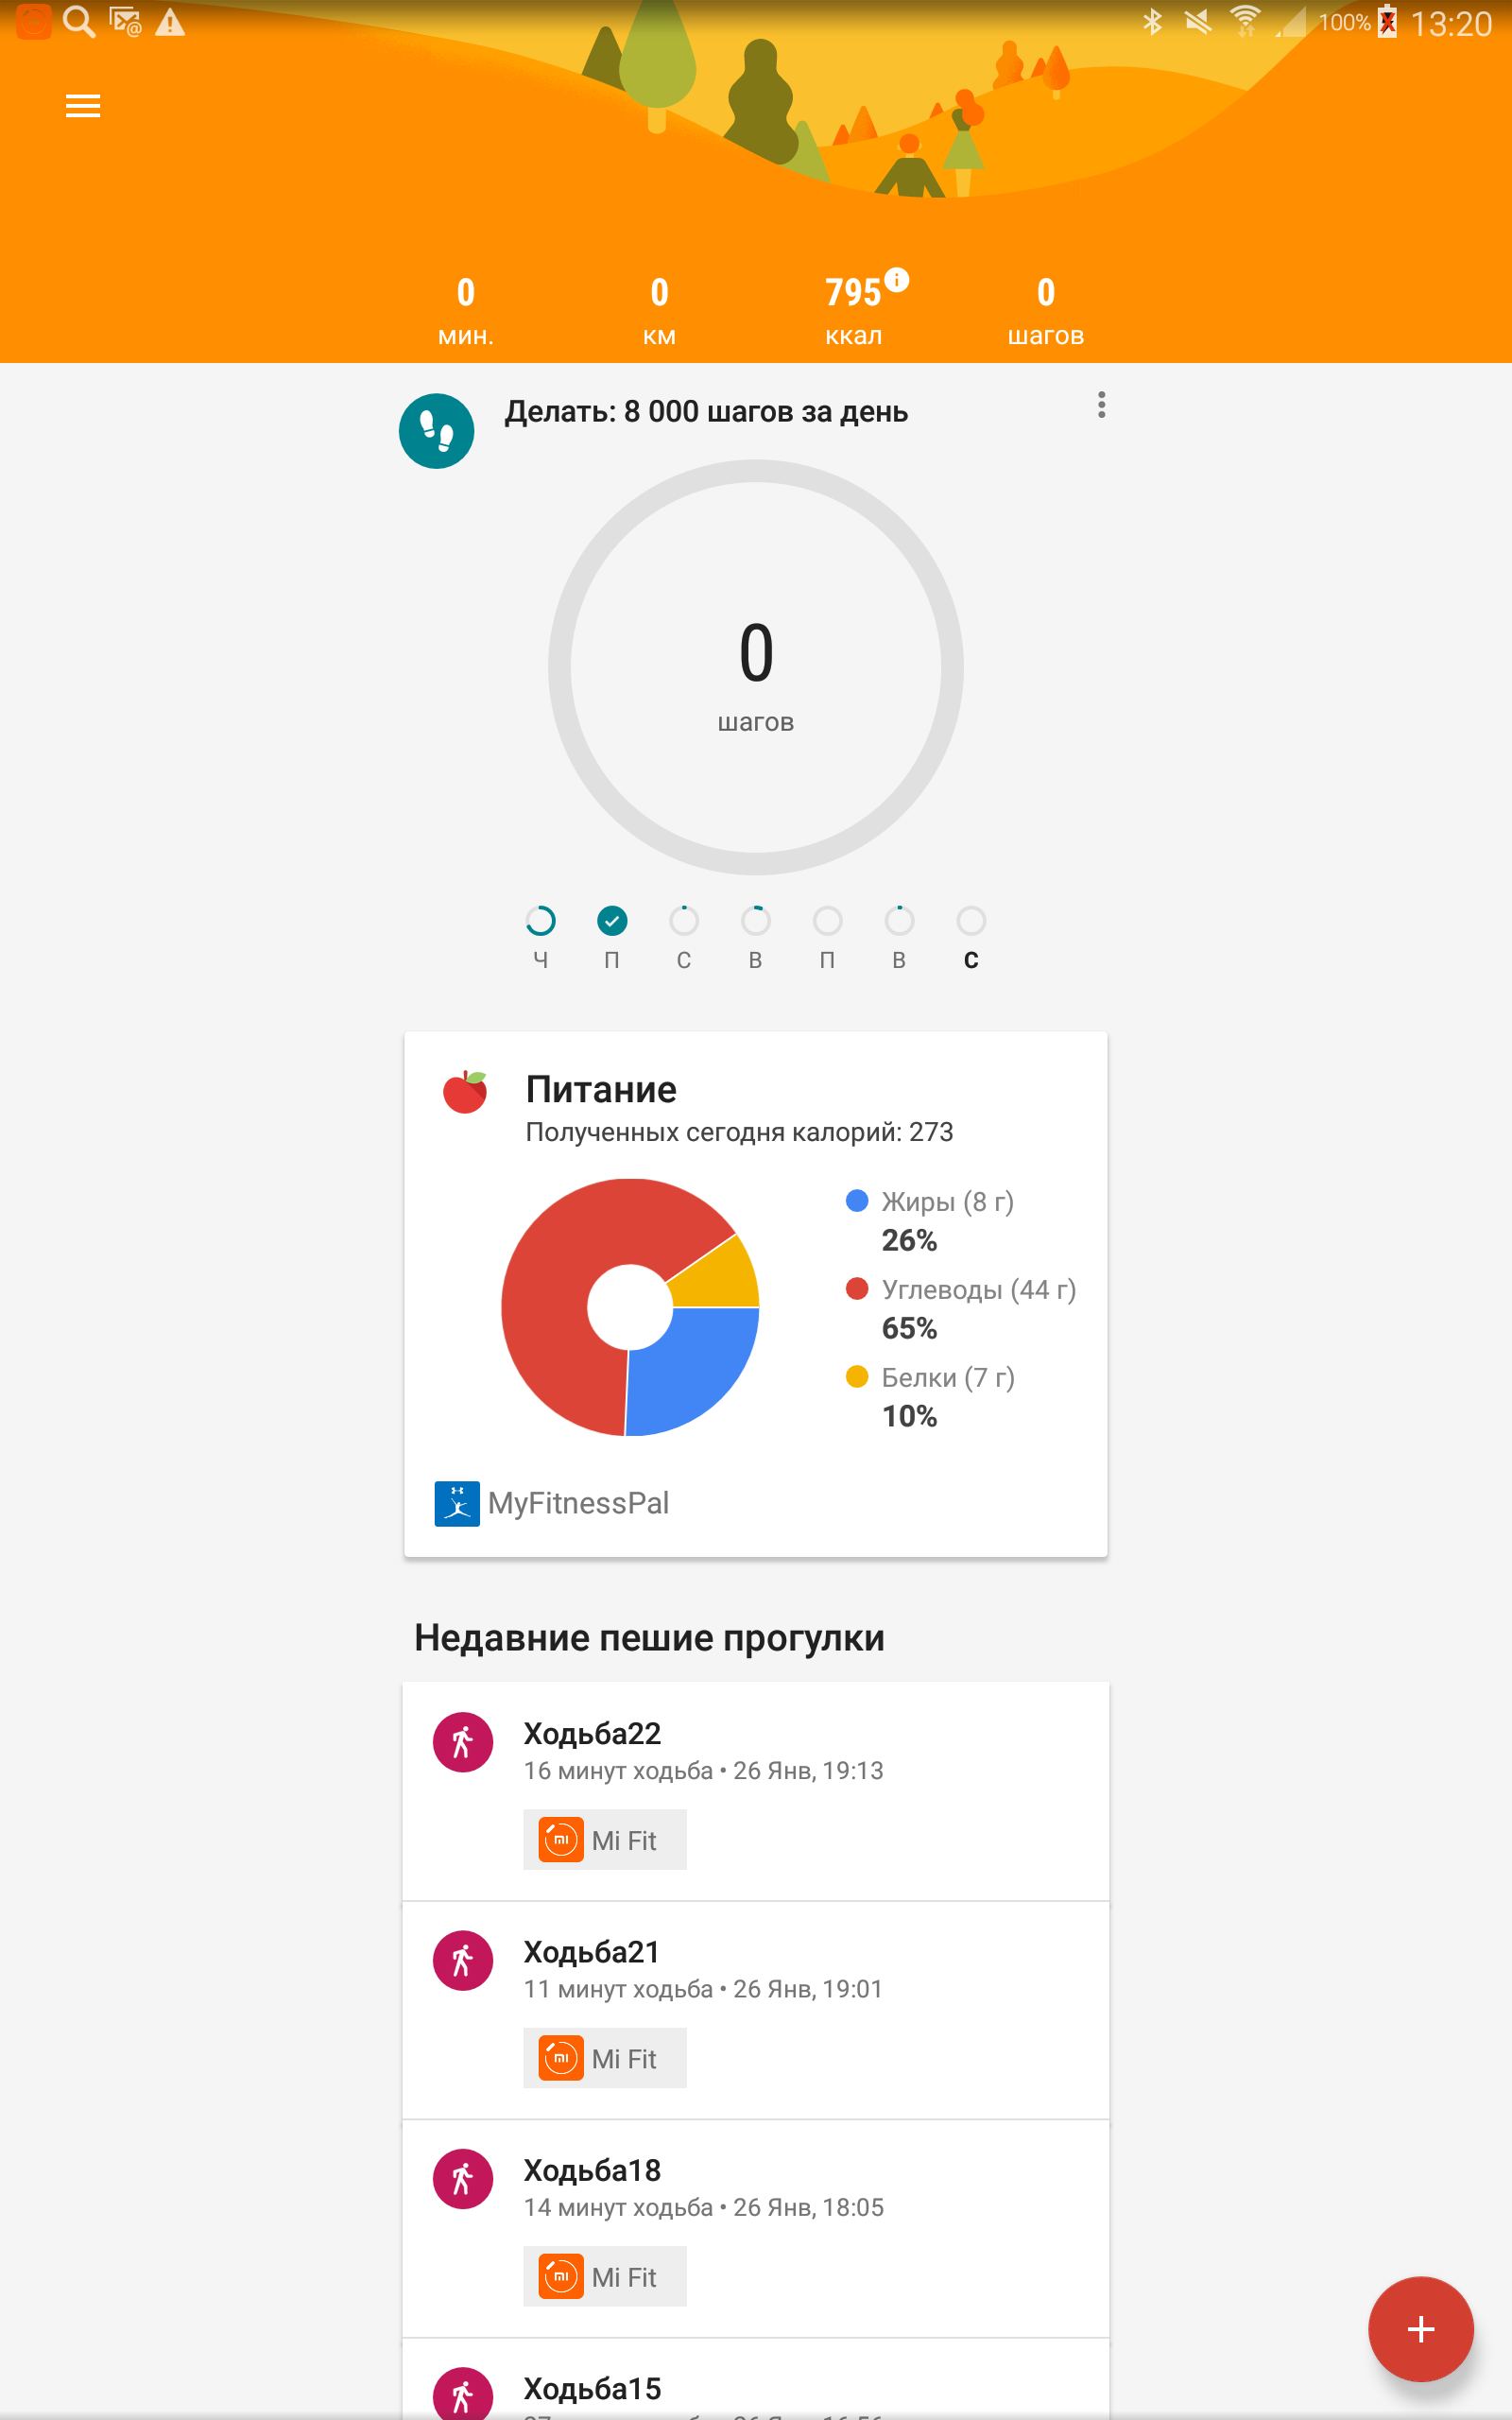 100% 13:20
0 0 795 0
мин. км ккал шагов
Делать: 8 000 шагов за день
0
шагов
Ч П С В П В С
Питание
Полученных сегодня калорий: 273
Жиры (8 г)
26%
Углеводы (44 г)
65%
Белки (7 г)
10%
MyFitnessPal
Недавние пешие прогулки
Ходьба22
16 минут ходьба • 26 Янв, 19:13
Mi Fit
Ходьба21
11 минут ходьба • 26 Янв, 19:01
Mi Fit
Ходьба18
14 минут ходьба • 26 Янв, 18:05
Mi Fit
Ходьба15